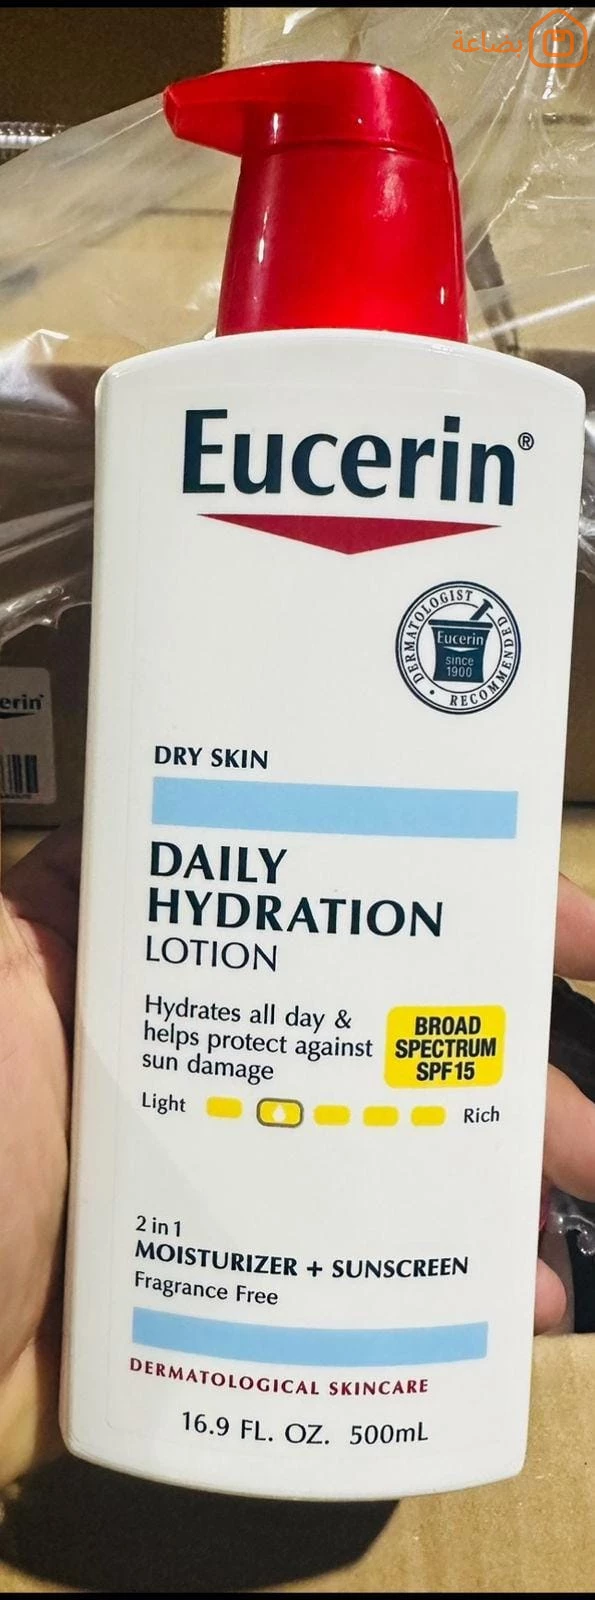 بضاعة
Eucerin®
DERMATOLOGIST RECOMMENDED
Eucerin
since
1900
erin
DRY SKIN
DAILY
HYDRATION
LOTION
Hydrates all day &
helps protect against
sun damage
BROAD
SPECTRUM
SPF15
Light
Rich
2 in 1
MOISTURIZER + SUNSCREEN
Fragrance Free
DERMATOLOGICAL SKINCARE
16.9 FL. OZ. 500mL